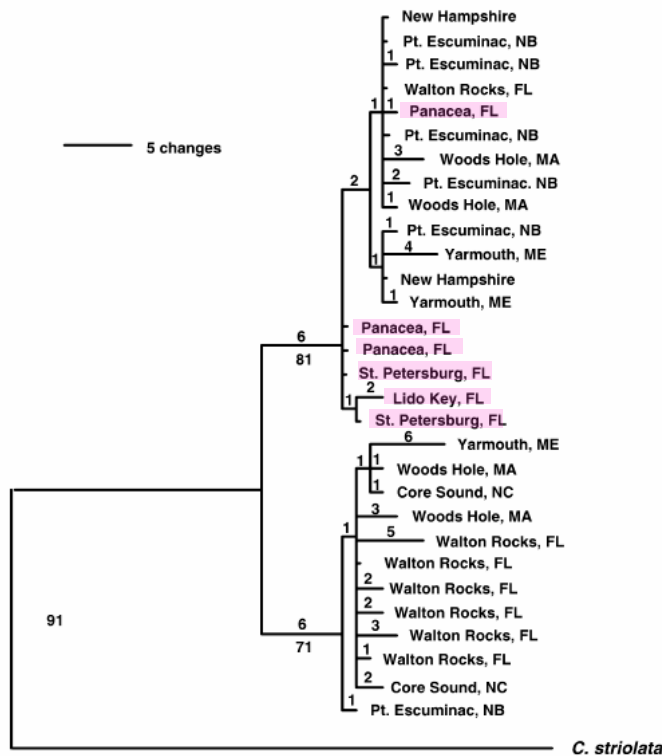 New Hampshire
Pt. Escuminac, NB
1
Pt. Escuminac, NB
Walton Rocks, FL
1 1
Panacea, FL
5 changes
Pt. Escuminac, NB
3
Woods Hole, MA
2
2
Pt. Escuminac. NB
1
Woods Hole, MA
1
Pt. Escuminac, NB
4
Yarmouth, ME
1
New Hampshire
1
Yarmouth, ME
Panacea, FL
6
Panacea, FL
81
St. Petersburg, FL
2
1
Lido Key, FL
St. Petersburg, FL
6
Yarmouth, ME
1 1
Woods Hole, MA
1
Core Sound, NC
3
Woods Hole, MA
1
5
Walton Rocks, FL
Walton Rocks, FL
2
Walton Rocks, FL
2
Walton Rocks, FL
91
6
3
Walton Rocks, FL
71
1
Walton Rocks, FL
2
Core Sound, NC
1
Pt. Escuminac, NB
C. striolata